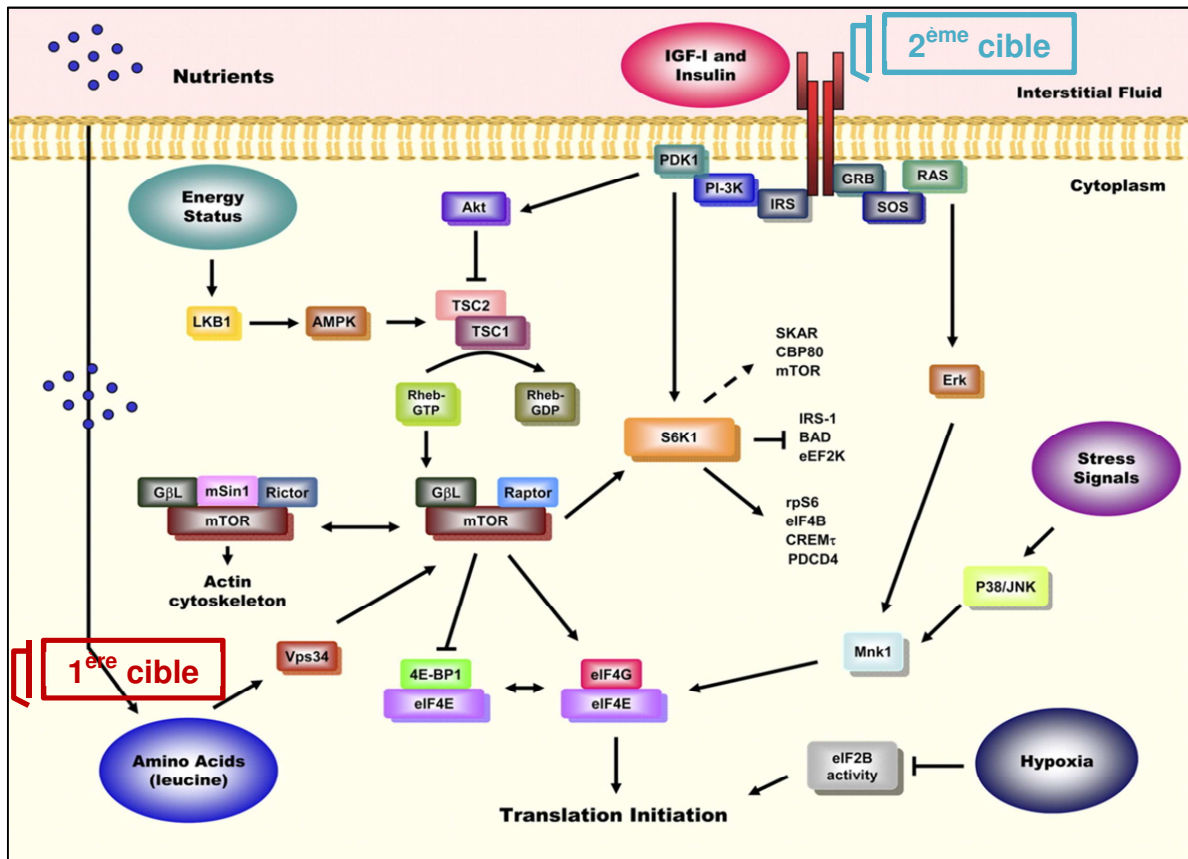 IGF-I and
Insulin
2ème cible
Nutrients
Interstitial Fluid
PDK1
PI-3K
IRS
GRB
SOS
RAS
Cytoplasm
Energy
Status
Akt
LKB1
AMPK
TSC2
TSC1
SKAR
CBP80
mTOR
Erk
Rheb-
GTP
Rheb-
GDP
S6K1
IRS-1
BAD
eEF2K
Stress
Signals
GβL
mSin1
Rictor
mTOR
GβL
Raptor
mTOR
rpS6
eIF4B
CREMτ
PDCD4
Actin
cytoskeleton
P38/JNK
1ere cible
Vps34
4E-BP1
eIF4E
eIF4G
eIF4E
Mnk1
Amino Acids
(leucine)
eIF2B
activity
Hypoxia
Translation Initiation